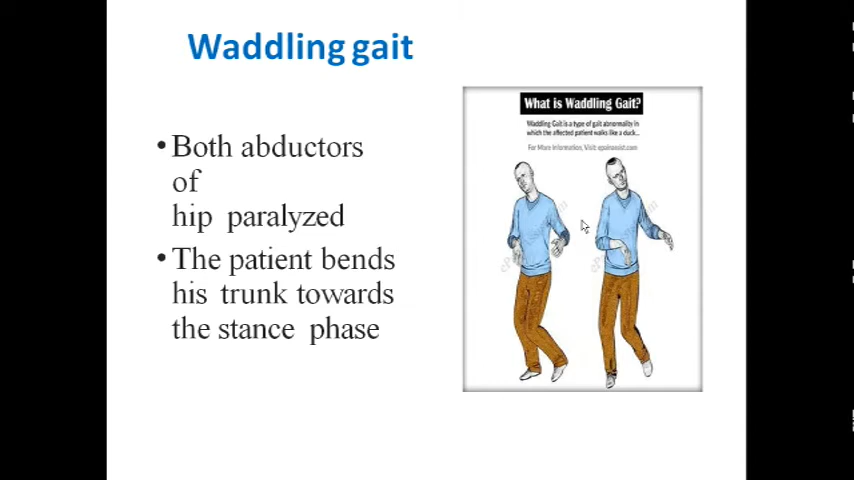 Waddling gait
What is Waddling Gait?
Waddling Gait is a type of gait abnormality in
which the affected patient walks like a duck...
For More Information, Visit: epainassist.com
• Both abductors
of
hip paralyzed
• The patient bends
his trunk towards
the stance phase